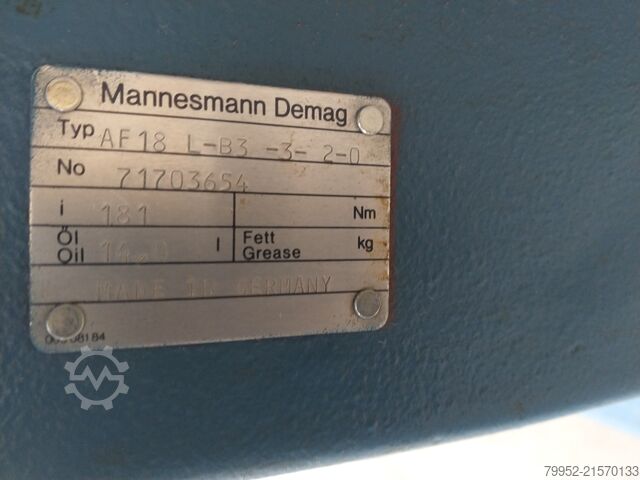 Mannesmann Demag
Typ AF18 L-B3 -3- 2-0
No 71703654
i 181 Nm
Öl Oil l Fett Grease kg
MADE IN GERMANY
79952-21570133